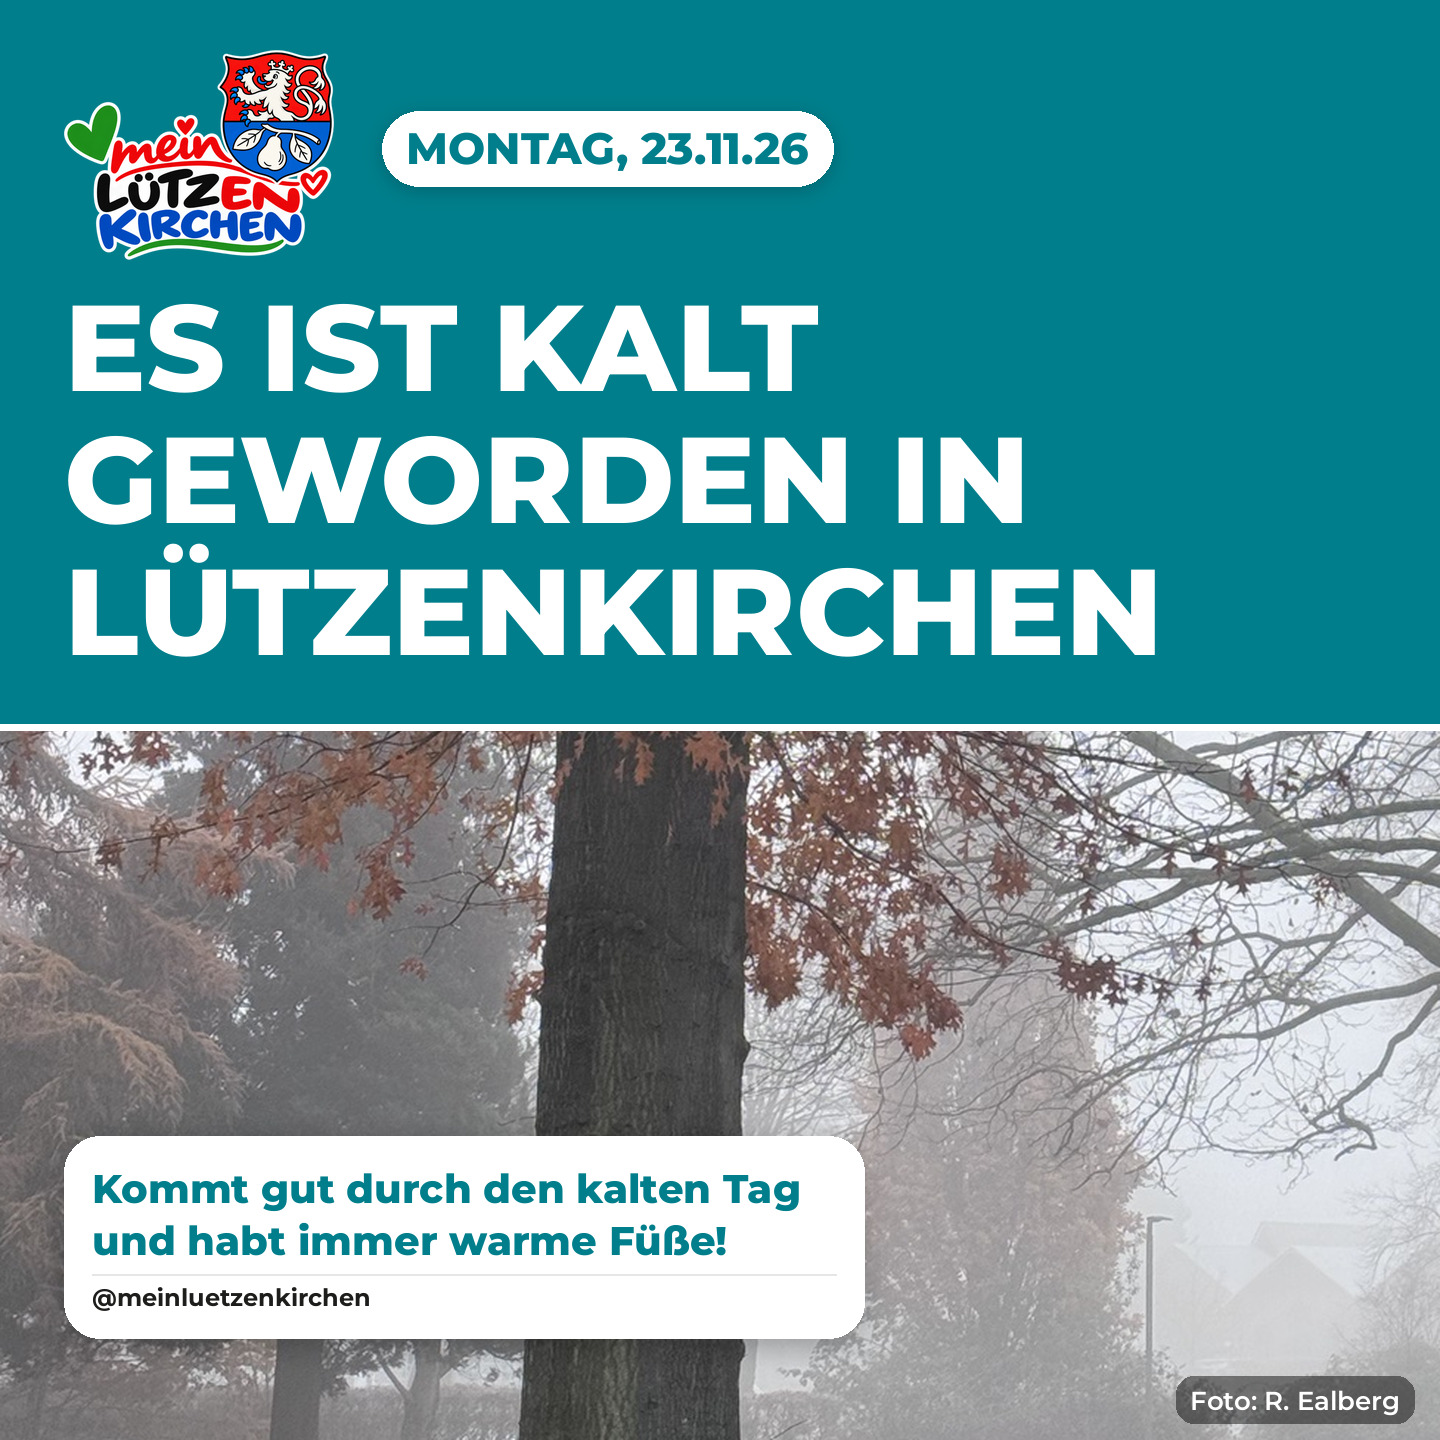 mein
LÜTZEN
KIRCHEN
MONTAG, 23.11.26
ES IST KALT
GEWORDEN IN
LÜTZENKIRCHEN
Kommt gut durch den kalten Tag
und habt immer warme Füße!
@meinluetzenkirchen
Foto: R. Ealberg